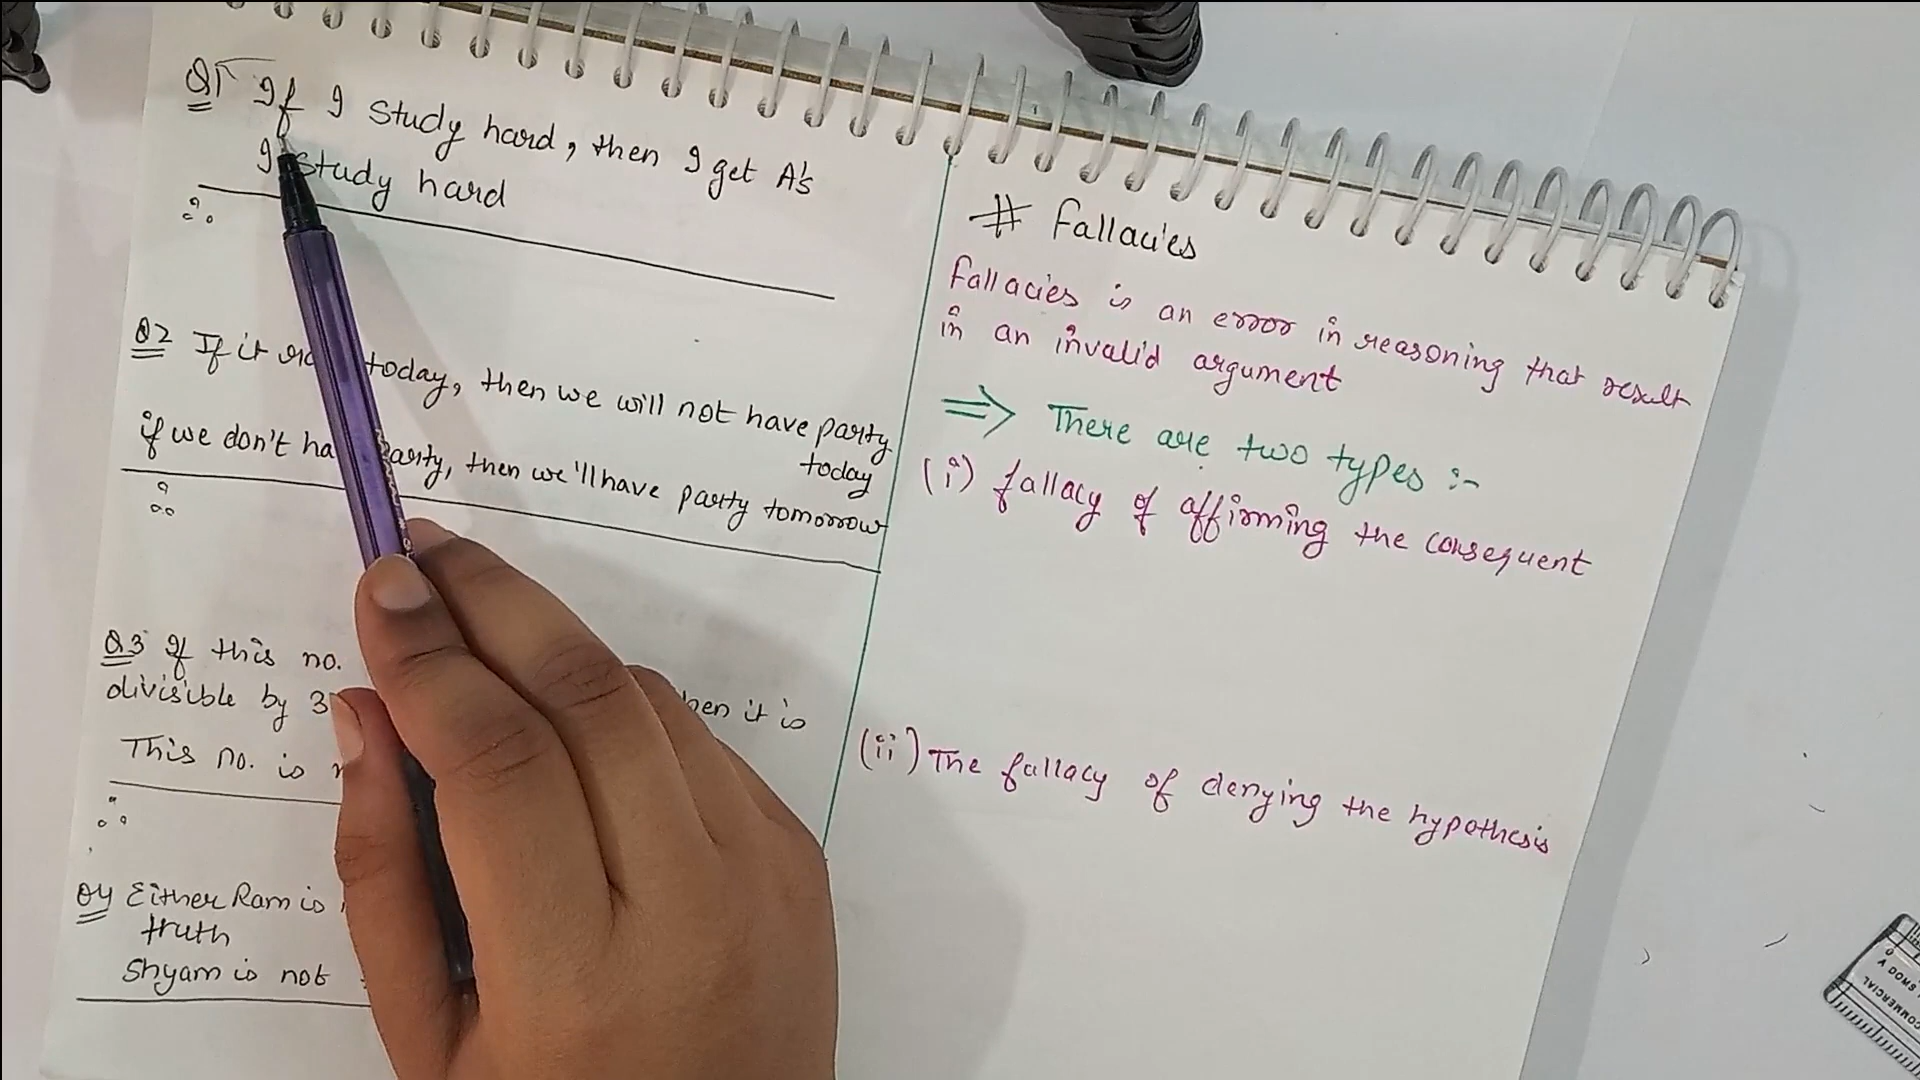 Q1 If I study hard, then I get A's
I study hard
∴
Q2 If it today, then we will not have party
today
if we don't party, then we'll have party tomorrow
∴
Q3 If this no. then it is
divisible by 3
This no. is
∴
Q4 Either Ram is
truth
Shyam is not
# Fallacies
Fallacies is an error in reasoning that result
in an invalid argument
⇒ There are two types :-
(i) fallacy of affirming the consequent
(ii) The fallacy of denying the hypothesis